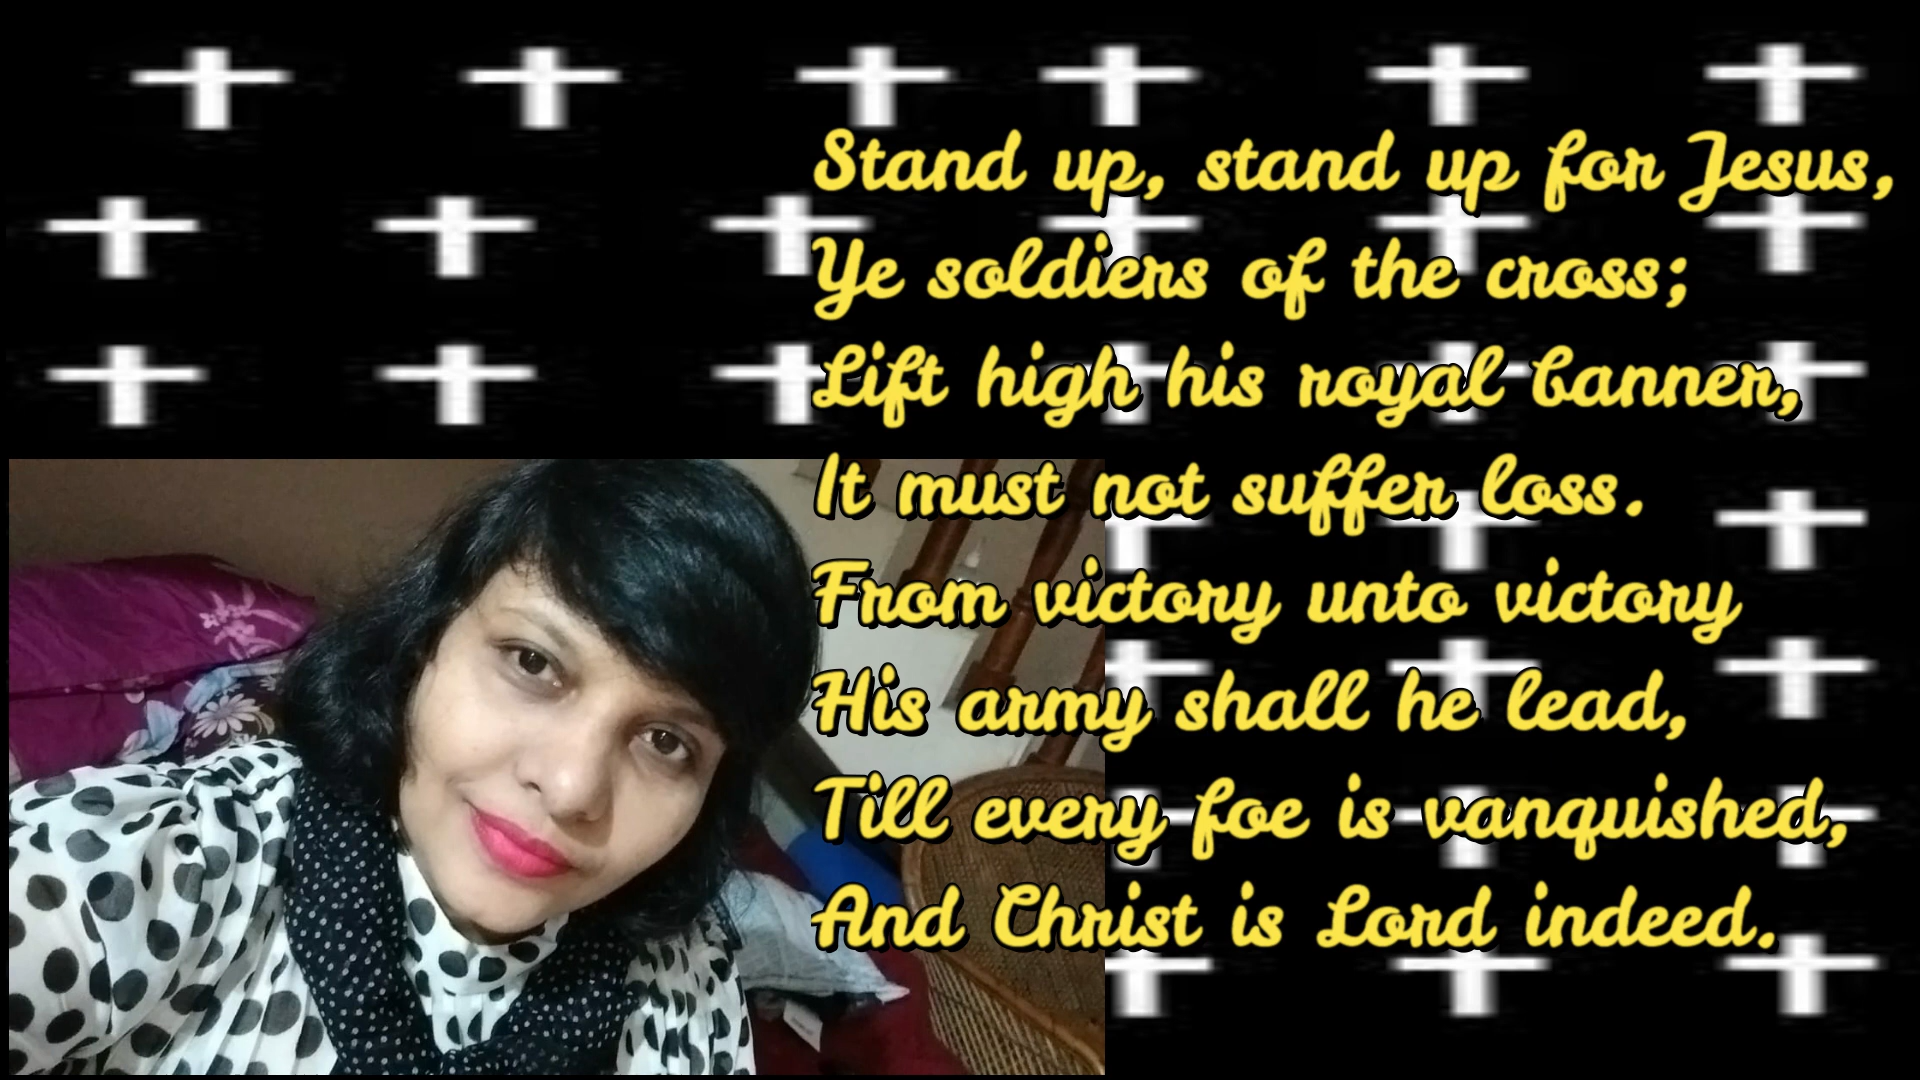 Stand up, stand up for Jesus,
Ye soldiers of the cross;
Lift high his royal banner,
It must not suffer loss.
From victory unto victory
His army shall he lead,
Till every foe is vanquished,
And Christ is Lord indeed.